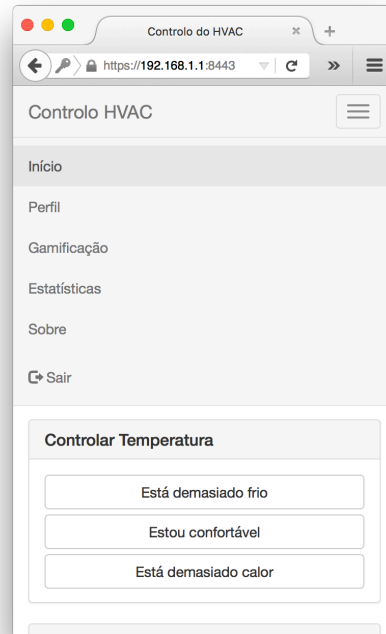 Controlo do HVAC
https://192.168.1.1:8443
Controlo HVAC
Início
Perfil
Gamificação
Estatísticas
Sobre
Sair
Controlar Temperatura
Está demasiado frio
Estou confortável
Está demasiado calor